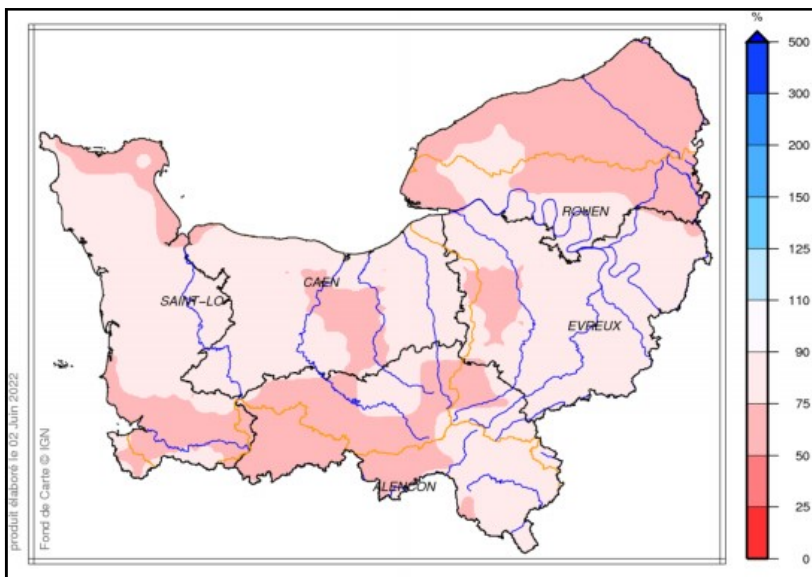 %
500
300
200
150
125
110
90
75
50
25
0
ROUEN
CAEN
SAINT-LO
EVREUX
ALENCON
produit élaboré le 02 Juin 2022
Fond de Carte © IGN